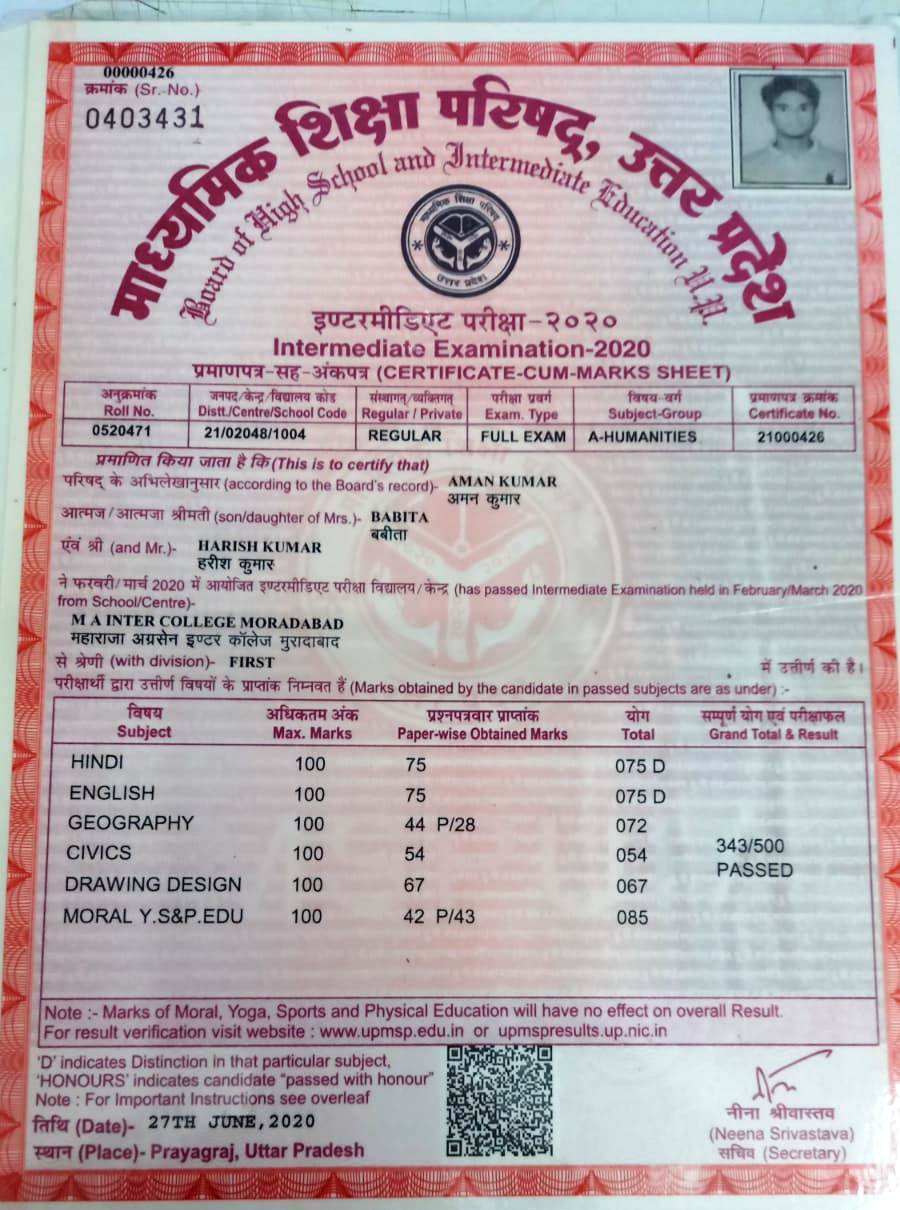 00000426
क्रमांक (Sr. No.)
0403431
माध्यमिक शिक्षा परिषद्, उत्तर प्रदेश
Board of High School and Intermediate Education U.P.
माध्यमिक शिक्षा परिषद्
उत्तर प्रदेश
इण्टरमीडिएट परीक्षा-२०२०
Intermediate Examination-2020
प्रमाणपत्र-सह-अंकपत्र (CERTIFICATE-CUM-MARKS SHEET)
अनुक्रमांक जनपद/केन्द्र/विद्यालय कोड संस्थागत/व्यक्तिगत् परीक्षा प्रवर्ग विषय-वर्ग प्रमाणपत्र क्रमांक
Roll No. Distt./Centre/School Code Regular / Private Exam. Type Subject-Group Certificate No.
0520471 21/02048/1004 REGULAR FULL EXAM A-HUMANITIES 21000426
प्रमाणित किया जाता है कि (This is to certify that)
परिषद् के अभिलेखानुसार (according to the Board's record)- AMAN KUMAR
अमन कुमार
आत्मज/आत्मजा श्रीमती (son/daughter of Mrs.)- BABITA
बबीता
एवं श्री (and Mr.)- HARISH KUMAR
हरीश कुमार
ने फरवरी/मार्च 2020 में आयोजित इण्टरमीडिएट परीक्षा विद्यालय/केन्द्र (has passed Intermediate Examination held in February/March 2020
from School/Centre)-
M A INTER COLLEGE MORADABAD
महाराजा अग्रसेन इण्टर कॉलेज मुरादाबाद
से श्रेणी (with division)- FIRST में उत्तीर्ण की है।
परीक्षार्थी द्वारा उत्तीर्ण विषयों के प्राप्तांक निम्नवत हैं (Marks obtained by the candidate in passed subjects are as under) :-
विषय अधिकतम अंक प्रश्नपत्रवार प्राप्तांक योग सम्पूर्ण योग एवं परीक्षाफल
Subject Max. Marks Paper-wise Obtained Marks Total Grand Total & Result
HINDI 100 75 075 D
ENGLISH 100 75 075 D
GEOGRAPHY 100 44 P/28 072
CIVICS 100 54 054 343/500
PASSED
DRAWING DESIGN 100 67 067
MORAL Y.S&P.EDU 100 42 P/43 085
Note :- Marks of Moral, Yoga, Sports and Physical Education will have no effect on overall Result.
For result verification visit website : www.upmsp.edu.in or upmspresults.up.nic.in
'D' indicates Distinction in that particular subject,
'HONOURS' indicates candidate "passed with honour"
Note : For Important Instructions see overleaf
तिथि (Date)- 27TH JUNE,2020
स्थान (Place)- Prayagraj, Uttar Pradesh
नीना श्रीवास्तव
(Neena Srivastava)
सचिव (Secretary)